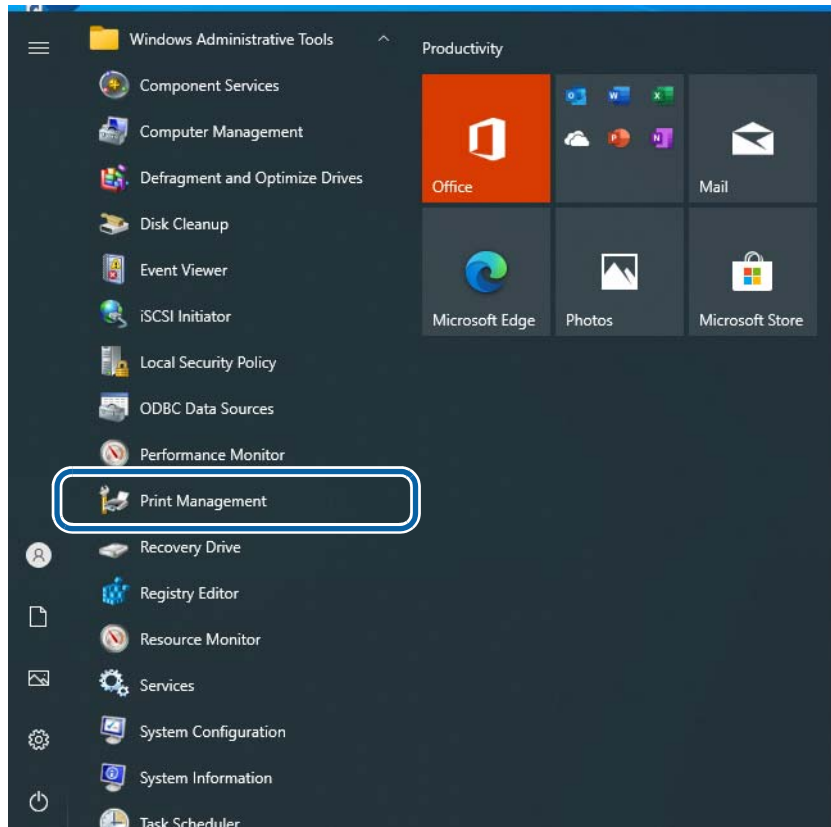 Windows Administrative Tools
Component Services
Computer Management
Defragment and Optimize Drives
Disk Cleanup
Event Viewer
iSCSI Initiator
Local Security Policy
ODBC Data Sources
Performance Monitor
Print Management
Recovery Drive
Registry Editor
Resource Monitor
Services
System Configuration
System Information
Task Scheduler
Productivity
Office
Mail
Microsoft Edge
Photos
Microsoft Store